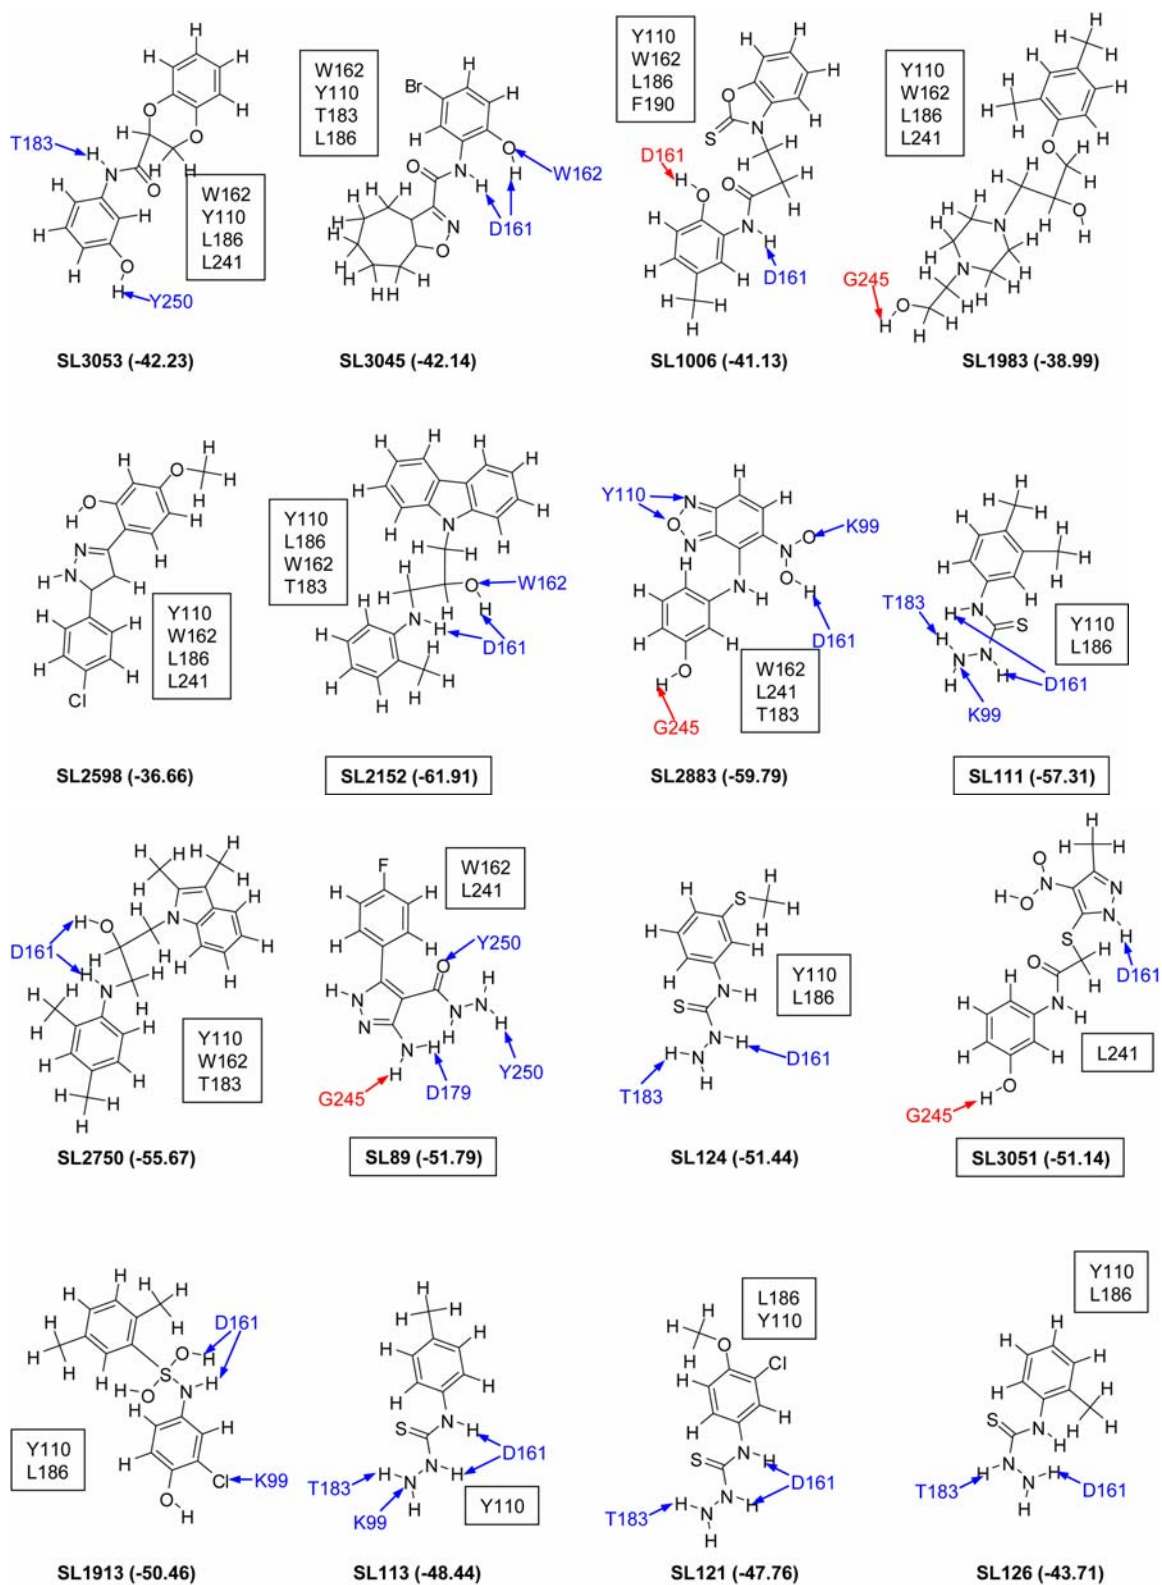 T183
W162
Y110
L186
L241
Y250
SL3053 (-42.23)
W162
Y110
T183
L186
Br
W162
D161
SL3045 (-42.14)
Y110
W162
L186
F190
D161
D161
SL1006 (-41.13)
Y110
W162
L186
L241
G245
SL1983 (-38.99)
Y110
W162
L186
L241
Cl
SL2598 (-36.66)
Y110
L186
W162
T183
W162
D161
SL2152 (-61.91)
Y110
K99
D161
W162
L241
T183
G245
SL2883 (-59.79)
T183
Y110
L186
D161
K99
SL111 (-57.31)
D161
Y110
W162
T183
SL2750 (-55.67)
F
W162
L241
Y250
Y250
G245
D179
SL89 (-51.79)
Y110
L186
D161
T183
SL124 (-51.44)
D161
L241
G245
SL3051 (-51.14)
D161
Y110
L186
Cl
K99
SL1913 (-50.46)
D161
T183
K99
Y110
SL113 (-48.44)
L186
Y110
Cl
D161
T183
SL121 (-47.76)
Y110
L186
T183
D161
SL126 (-43.71)